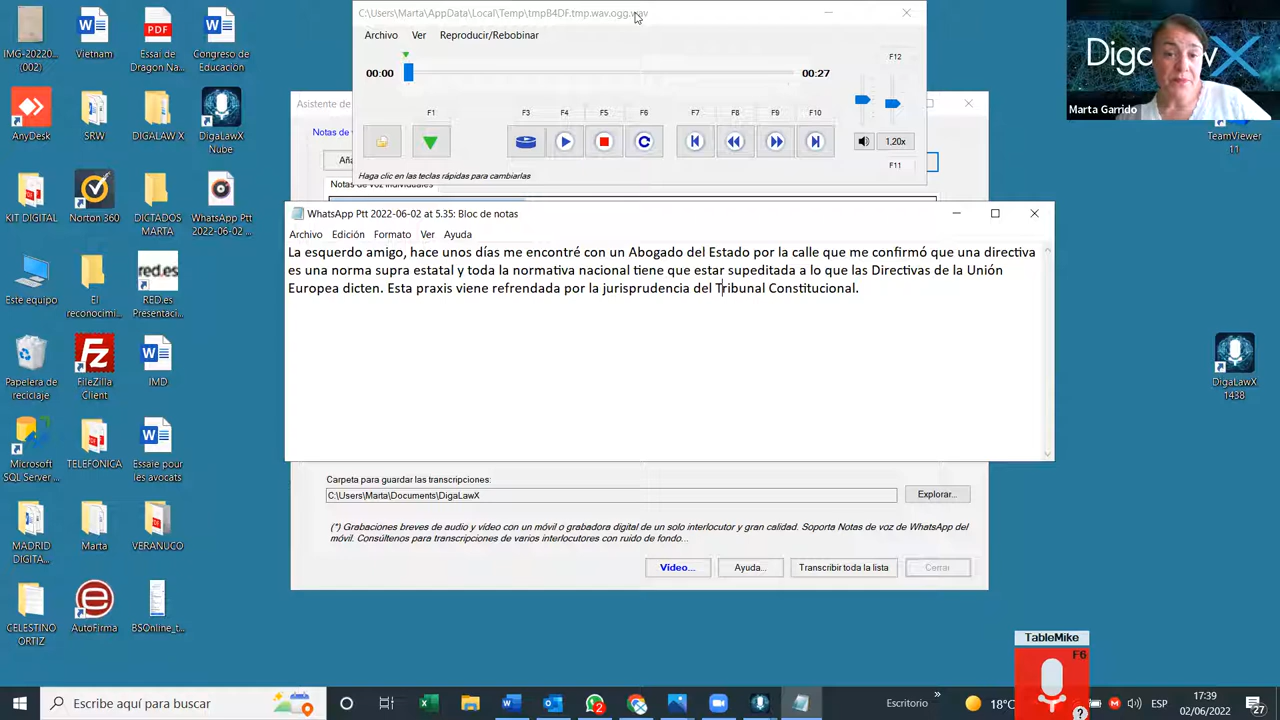 C:\Users\Marta\AppData\Local\Temp\tmpB4DF.tmp.wav.ogg.wav
Archivo Ver Reproducir/Rebobinar
00:00
00:27
F12
F1 F3 F4 F5 F6 F7 F8 F9 F10
1,20x
F11
Haga clic en las teclas rápidas para cambiarlas
Asistente de
Notas de
Notas de voz individuales
WhatsApp Ptt 2022-06-02 at 5.35: Bloc de notas
Archivo Edición Formato Ver Ayuda
La esquerdo amigo, hace unos días me encontré con un Abogado del Estado por la calle que me confirmó que una directiva
es una norma supra estatal y toda la normativa nacional tiene que estar supeditada a lo que las Directivas de la Unión
Europea dicten. Esta praxis viene refrendada por la jurisprudencia del Tribunal Constitucional.
Carpeta para guardar las transcripciones:
C:\Users\Marta\Documents\DigaLawX
Explorar...
(*) Grabaciones breves de audio y vídeo con un móvil o grabadora digital de un solo interlocutor y gran calidad. Soporta Notas de voz de WhatsApp del
móvil. Consúltenos para transcripciones de varios interlocutores con ruido de fondo...
Vídeo...
Ayuda...
Transcribir toda la lista
Cerrar
IMG-20220...
(002)
Vietnam
PDF
Essai de
Dragon Na...
Congreso de
Educacion
AnyDesk
SRW
DIGALAW X
DigaLawX
Nube
KIT DIGITAL
Norton 360
DICTADOS
MARTA
WhatsApp Ptt
2022-06-02 ...
Este equipo
El
reconocimi...
red.es
RED.es
Presentaci...
Papelera de
reciclaje
FileZilla
Client
IMD
Microsoft
SQL Server ...
TELEFONICA
Essaie pour
les avocats
MADRID
DIGITA...
Marta
VERANUCO
CELESTINO
ORTIZ
AutoFirma
BSOnline_t...
Marta Garrido
TeamViewer
11
DigaLawX
1438
TableMike
F6
Escribe aquí para buscar
2
Escritorio
»
18°C
ESP
17:39
02/06/2022
27